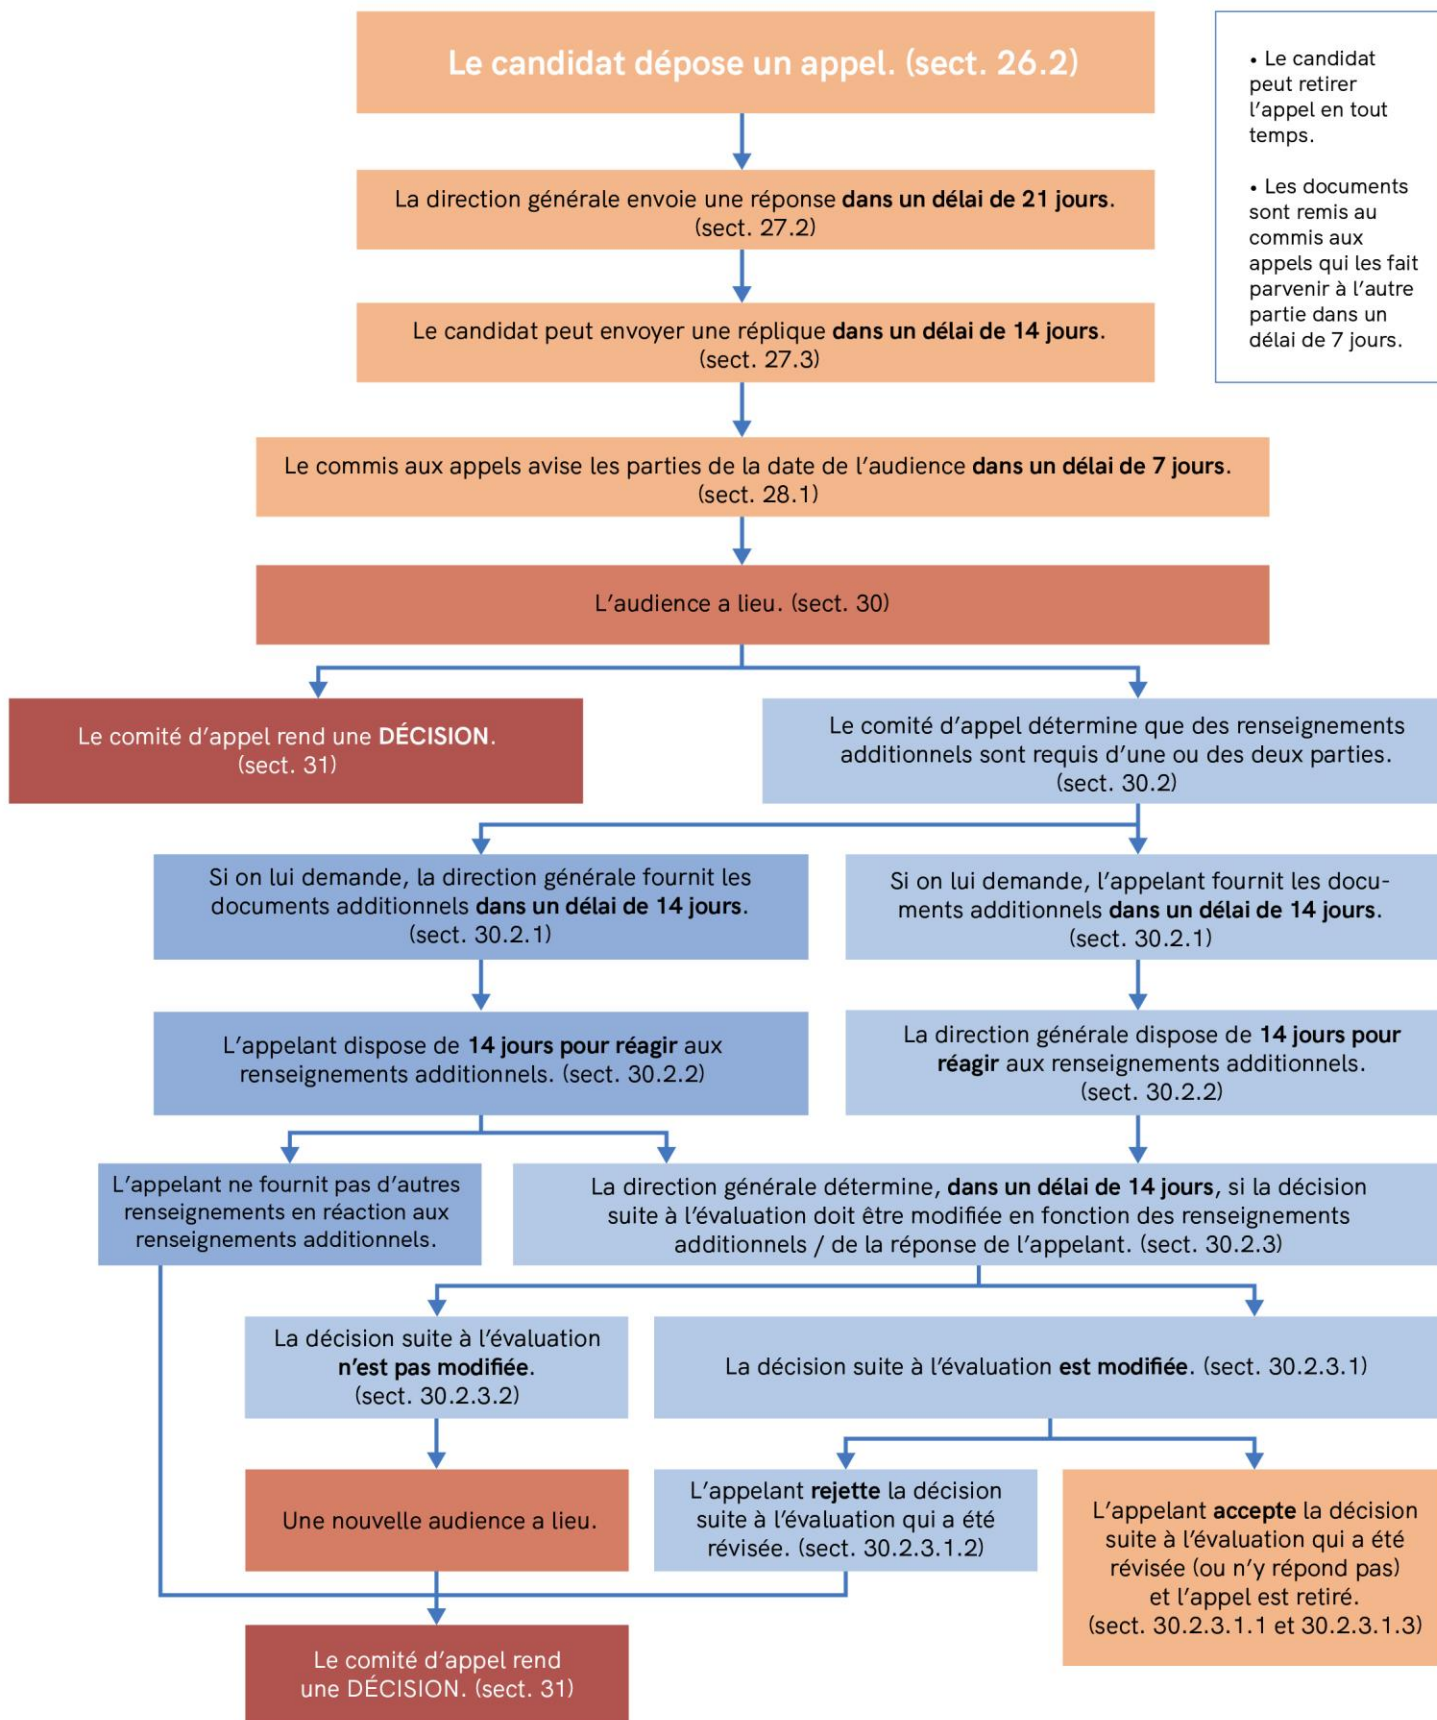 Le candidat dépose un appel. (sect. 26.2)
• Le candidat
peut retirer
l'appel en tout
temps.
• Les documents
sont remis au
commis aux
appels qui les fait
parvenir à l'autre
partie dans un
délai de 7 jours.
La direction générale envoie une réponse dans un délai de 21 jours.
(sect. 27.2)
Le candidat peut envoyer une réplique dans un délai de 14 jours.
(sect. 27.3)
Le commis aux appels avise les parties de la date de l'audience dans un délai de 7 jours.
(sect. 28.1)
L'audience a lieu. (sect. 30)
Le comité d'appel rend une DÉCISION.
(sect. 31)
Le comité d'appel détermine que des renseignements
additionnels sont requis d'une ou des deux parties.
(sect. 30.2)
Si on lui demande, la direction générale fournit les
documents additionnels dans un délai de 14 jours.
(sect. 30.2.1)
Si on lui demande, l'appelant fournit les docu-
ments additionnels dans un délai de 14 jours.
(sect. 30.2.1)
L'appelant dispose de 14 jours pour réagir aux
renseignements additionnels. (sect. 30.2.2)
La direction générale dispose de 14 jours pour
réagir aux renseignements additionnels.
(sect. 30.2.2)
L'appelant ne fournit pas d'autres
renseignements en réaction aux
renseignements additionnels.
La direction générale détermine, dans un délai de 14 jours, si la décision
suite à l'évaluation doit être modifiée en fonction des renseignements
additionnels / de la réponse de l'appelant. (sect. 30.2.3)
La décision suite à l'évaluation
n'est pas modifiée.
(sect. 30.2.3.2)
La décision suite à l'évaluation est modifiée. (sect. 30.2.3.1)
Une nouvelle audience a lieu.
L'appelant rejette la décision
suite à l'évaluation qui a été
révisée. (sect. 30.2.3.1.2)
L'appelant accepte la décision
suite à l'évaluation qui a été
révisée (ou n'y répond pas)
et l'appel est retiré.
(sect. 30.2.3.1.1 et 30.2.3.1.3)
Le comité d'appel rend
une DÉCISION. (sect. 31)